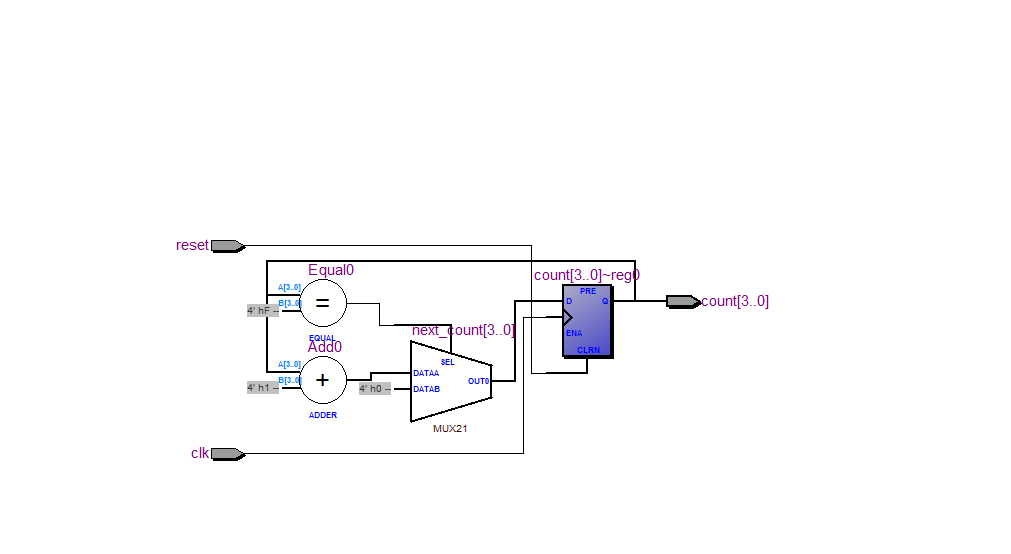 reset
Equal0
count[3..0]~reg0
PRE
A[3..0]
D
Q
count[3..0]
B[3..0]
4' hF --
=
ENA
next_count[3..0]
EQUAL
Add0
CLRN
SEL
A[3..0]
DATAA
B[3..0]
+
OUT0
4' h1 --
4' h0 --
DATAB
ADDER
MUX21
clk